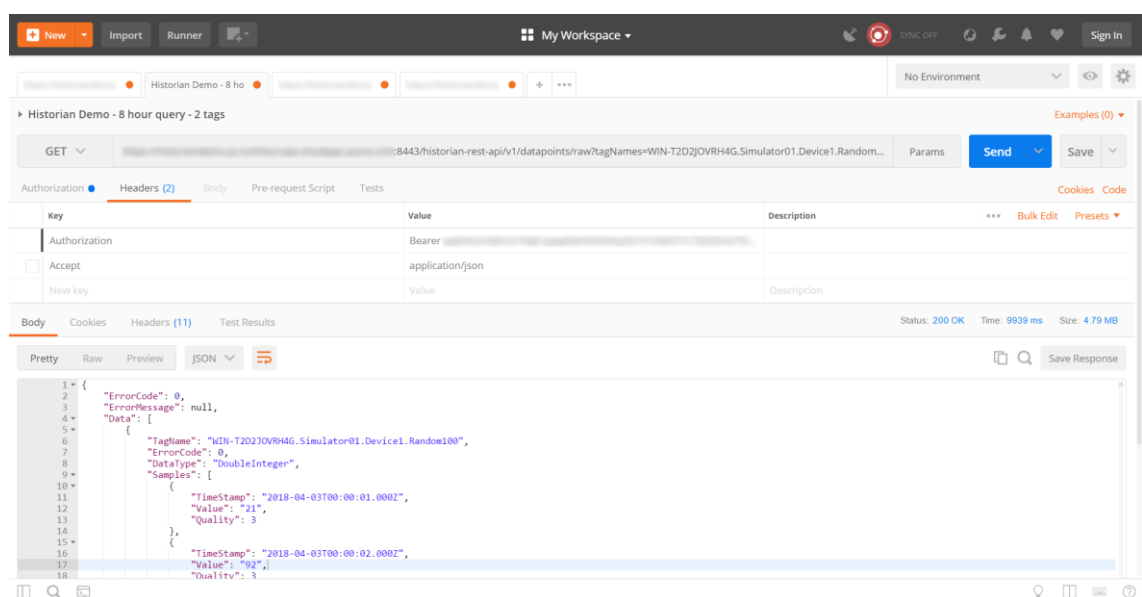 New Import Runner My Workspace SYNC OFF Sign In
Historian Demo - 8 ho + ••• No Environment
Historian Demo - 8 hour query - 2 tags Examples (0)
GET :8443/historian-rest-api/v1/datapoints/raw?tagNames=WIN-T2D2JOVRH4G.Simulator01.Device1.Random... Params Send Save
Authorization Headers (2) Body Pre-request Script Tests Cookies Code
Key Value Description ••• Bulk Edit Presets
Authorization Bearer
Accept application/json
New key Value Description
Body Cookies Headers (11) Test Results Status: 200 OK Time: 9939 ms Size: 4.79 MB
Pretty Raw Preview JSON Save Response
1 {
2 "ErrorCode": 0,
3 "ErrorMessage": null,
4 "Data": [
5 {
6 "TagName": "WIN-T2D2JOVRH4G.Simulator01.Device1.Random100",
7 "ErrorCode": 0,
8 "DataType": "DoubleInteger",
9 "Samples": [
10 {
11 "TimeStamp": "2018-04-03T00:00:01.000Z",
12 "Value": "21",
13 "Quality": 3
14 },
15 {
16 "TimeStamp": "2018-04-03T00:00:02.000Z",
17 "Value": "92",
18 "Quality": 3